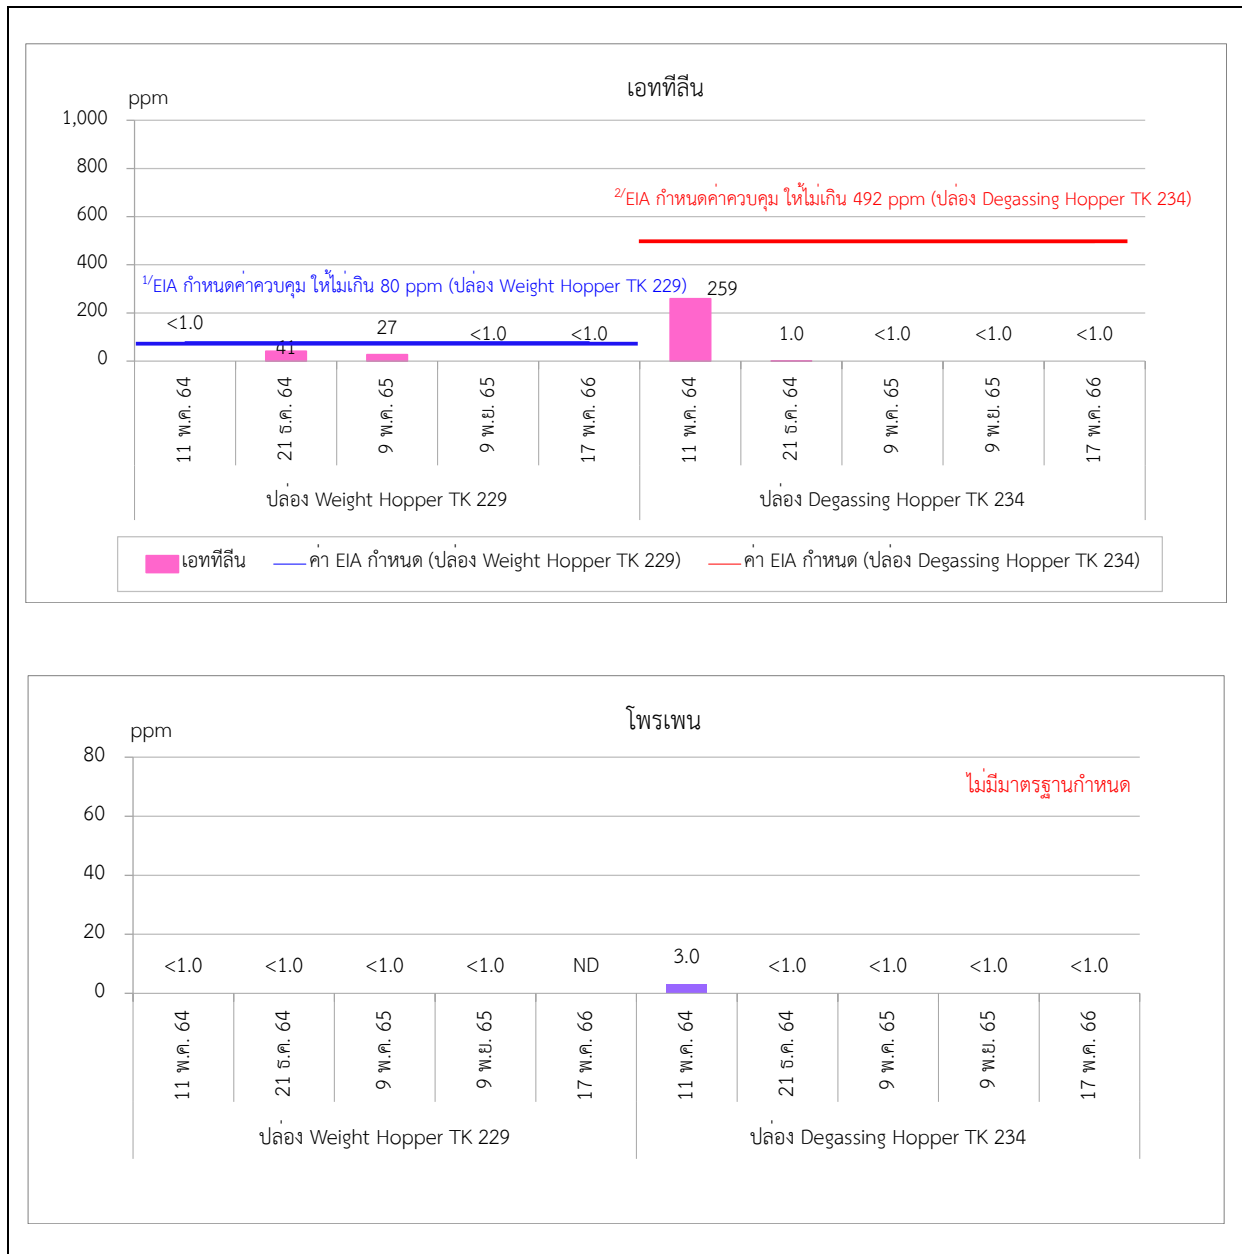 เอททีลีน
ppm
1,000
800
600
400
200
0
2/EIA กำหนดค่าควบคุม ให้ไม่เกิน 492 ppm (ปล่อง Degassing Hopper TK 234)
1/EIA กำหนดค่าควบคุม ให้ไม่เกิน 80 ppm (ปล่อง Weight Hopper TK 229)
<1.0 41 27 <1.0 <1.0 259 1.0 <1.0 <1.0 <1.0
11 พ.ค. 64 21 ธ.ค. 64 9 พ.ค. 65 9 พ.ย. 65 17 พ.ค. 66 11 พ.ค. 64 21 ธ.ค. 64 9 พ.ค. 65 9 พ.ย. 65 17 พ.ค. 66
ปล่อง Weight Hopper TK 229 ปล่อง Degassing Hopper TK 234
เอททีลีน ค่า EIA กำหนด (ปล่อง Weight Hopper TK 229) ค่า EIA กำหนด (ปล่อง Degassing Hopper TK 234)
โพรเพน
ppm
80
60
40
20
0
ไม่มีมาตรฐานกำหนด
<1.0 <1.0 <1.0 <1.0 ND 3.0 <1.0 <1.0 <1.0 <1.0
11 พ.ค. 64 21 ธ.ค. 64 9 พ.ค. 65 9 พ.ย. 65 17 พ.ค. 66 11 พ.ค. 64 21 ธ.ค. 64 9 พ.ค. 65 9 พ.ย. 65 17 พ.ค. 66
ปล่อง Weight Hopper TK 229 ปล่อง Degassing Hopper TK 234